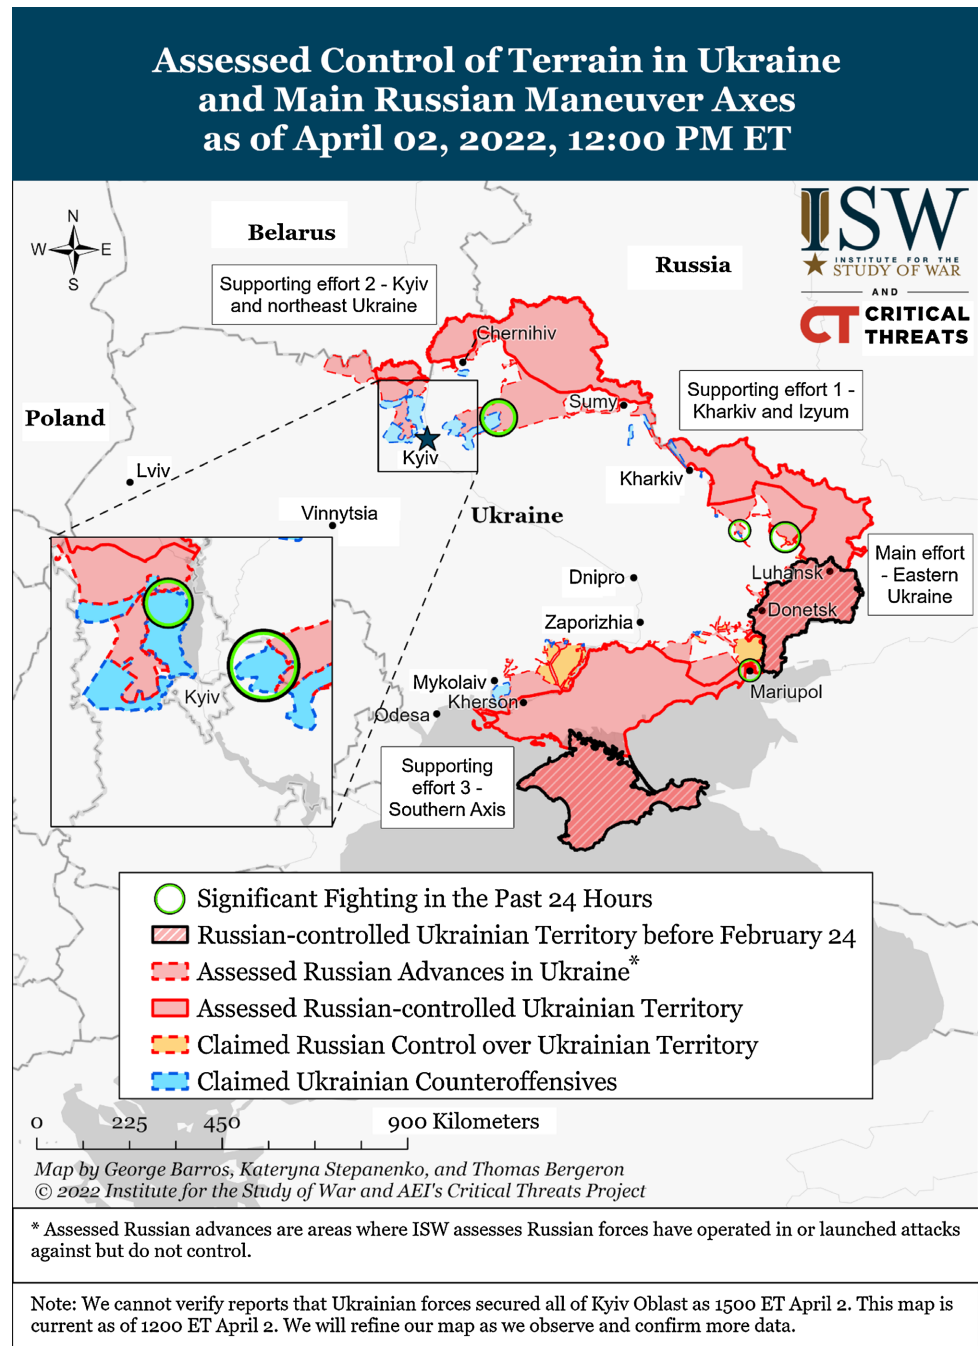 Assessed Control of Terrain in Ukraine
and Main Russian Maneuver Axes
as of April 02, 2022, 12:00 PM ET
N
W
E
S
Belarus
Russia
ISW
INSTITUTE FOR THE
STUDY OF WAR
AND
CT CRITICAL
THREATS
Supporting effort 2 - Kyiv
and northeast Ukraine
Chernihiv
Supporting effort 1 -
Kharkiv and Izyum
Poland
Sumy
Kyiv
Lviv
Kharkiv
Vinnytsia
Ukraine
Main effort
- Eastern
Ukraine
Luhansk
Dnipro
Donetsk
Zaporizhia
Kyiv
Mykolaiv
Mariupol
Kherson
Odesa
Supporting
effort 3 -
Southern Axis
Significant Fighting in the Past 24 Hours
Russian-controlled Ukrainian Territory before February 24
Assessed Russian Advances in Ukraine*
Assessed Russian-controlled Ukrainian Territory
Claimed Russian Control over Ukrainian Territory
Claimed Ukrainian Counteroffensives
0 225 450 900 Kilometers
Map by George Barros, Kateryna Stepanenko, and Thomas Bergeron
© 2022 Institute for the Study of War and AEI's Critical Threats Project
* Assessed Russian advances are areas where ISW assesses Russian forces have operated in or launched attacks
against but do not control.
Note: We cannot verify reports that Ukrainian forces secured all of Kyiv Oblast as 1500 ET April 2. This map is
current as of 1200 ET April 2. We will refine our map as we observe and confirm more data.